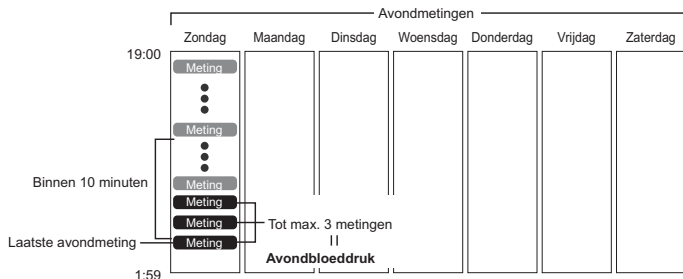 Avondmetingen
Zondag Maandag Dinsdag Woensdag Donderdag Vrijdag Zaterdag
19:00
Meting
Meting
Binnen 10 minuten
Meting
Meting
Meting
Tot max. 3 metingen
Laatste avondmeting
Meting
Avondbloeddruk
1:59